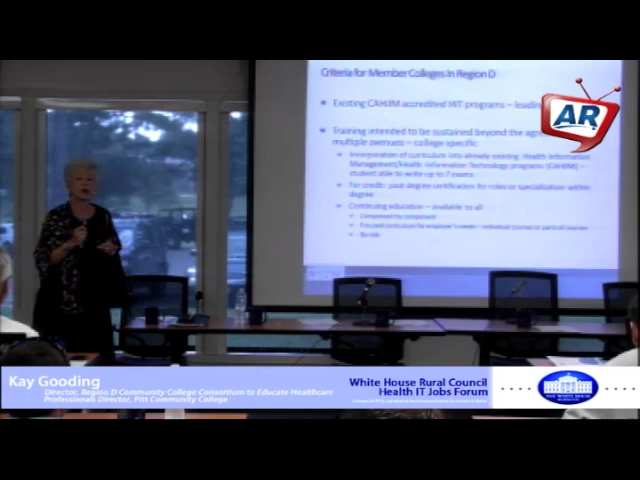 Criteria for Member Colleges in Region D
AR
Existing CAHIIM accredited HIT programs – leading
Training intended to be sustained beyond the
multiple avenues – college specific
Incorporation of curriculum into already existing Health Information
Management/Health Information Technology programs (CAHIIM) –
student able to write up to 7 exams
For credit: past degree certification for roles or specialization within
degree
Continuing education – available to all
Component by component
Focused curriculum for employer's needs – individual courses or parts of courses
By role
Kay Gooding
Director, Region D Community College Consortium to Educate Healthcare
Professionals Director, Pitt Community College
White House Rural Council
Health IT Jobs Forum
THE WHITE HOUSE